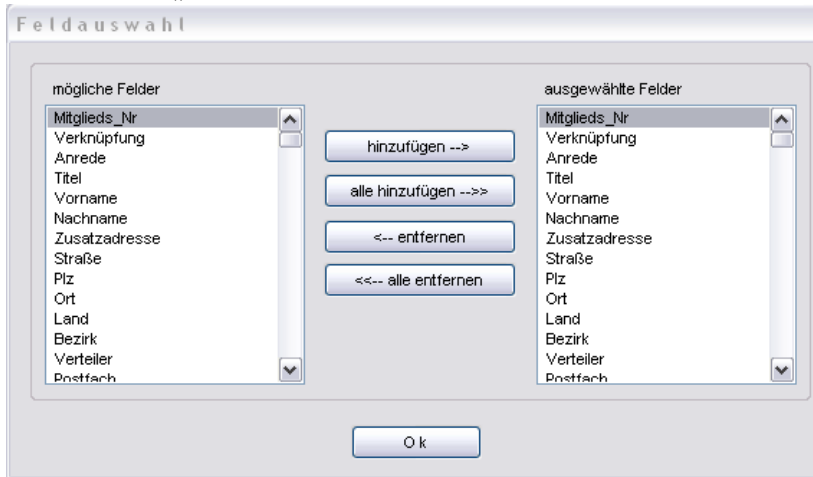 Feldauswahl
mögliche Felder
Mitglieds_Nr
Verknüpfung
Anrede
Titel
Vorname
Nachname
Zusatzadresse
Straße
Plz
Ort
Land
Bezirk
Verteiler
Postfach
hinzufügen -->
alle hinzufügen -->>
<-- entfernen
<<-- alle entfernen
ausgewählte Felder
Mitglieds_Nr
Verknüpfung
Anrede
Titel
Vorname
Nachname
Zusatzadresse
Straße
Plz
Ort
Land
Bezirk
Verteiler
Postfach
Ok